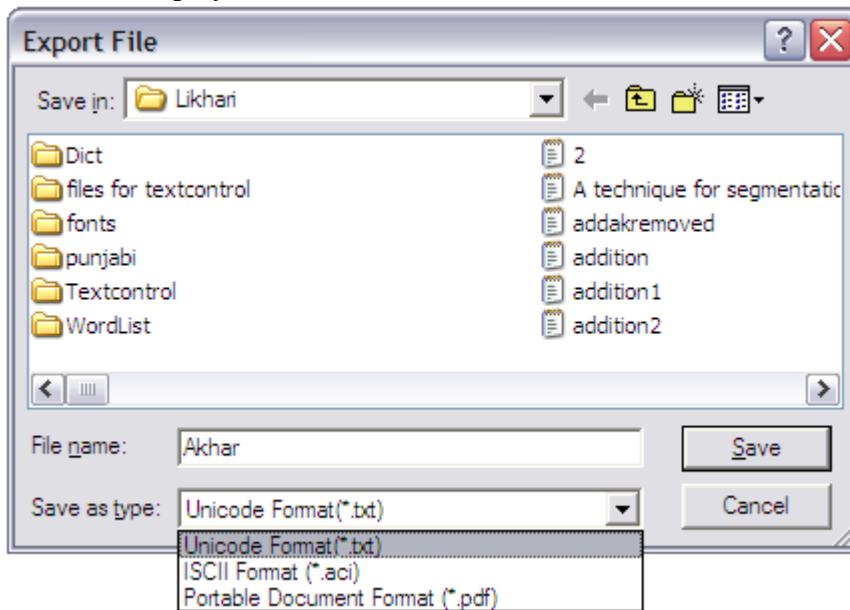 Export File
Save in: Likhari
Dict
files for textcontrol
fonts
punjabi
Textcontrol
WordList
2
A technique for segmentatic
addakremoved
addition
addition1
addition2
File name: Akhar
Save
Save as type: Unicode Format(*.txt)
Cancel
Unicode Format(*.txt)
ISCII Format (*.aci)
Portable Document Format (*.pdf)